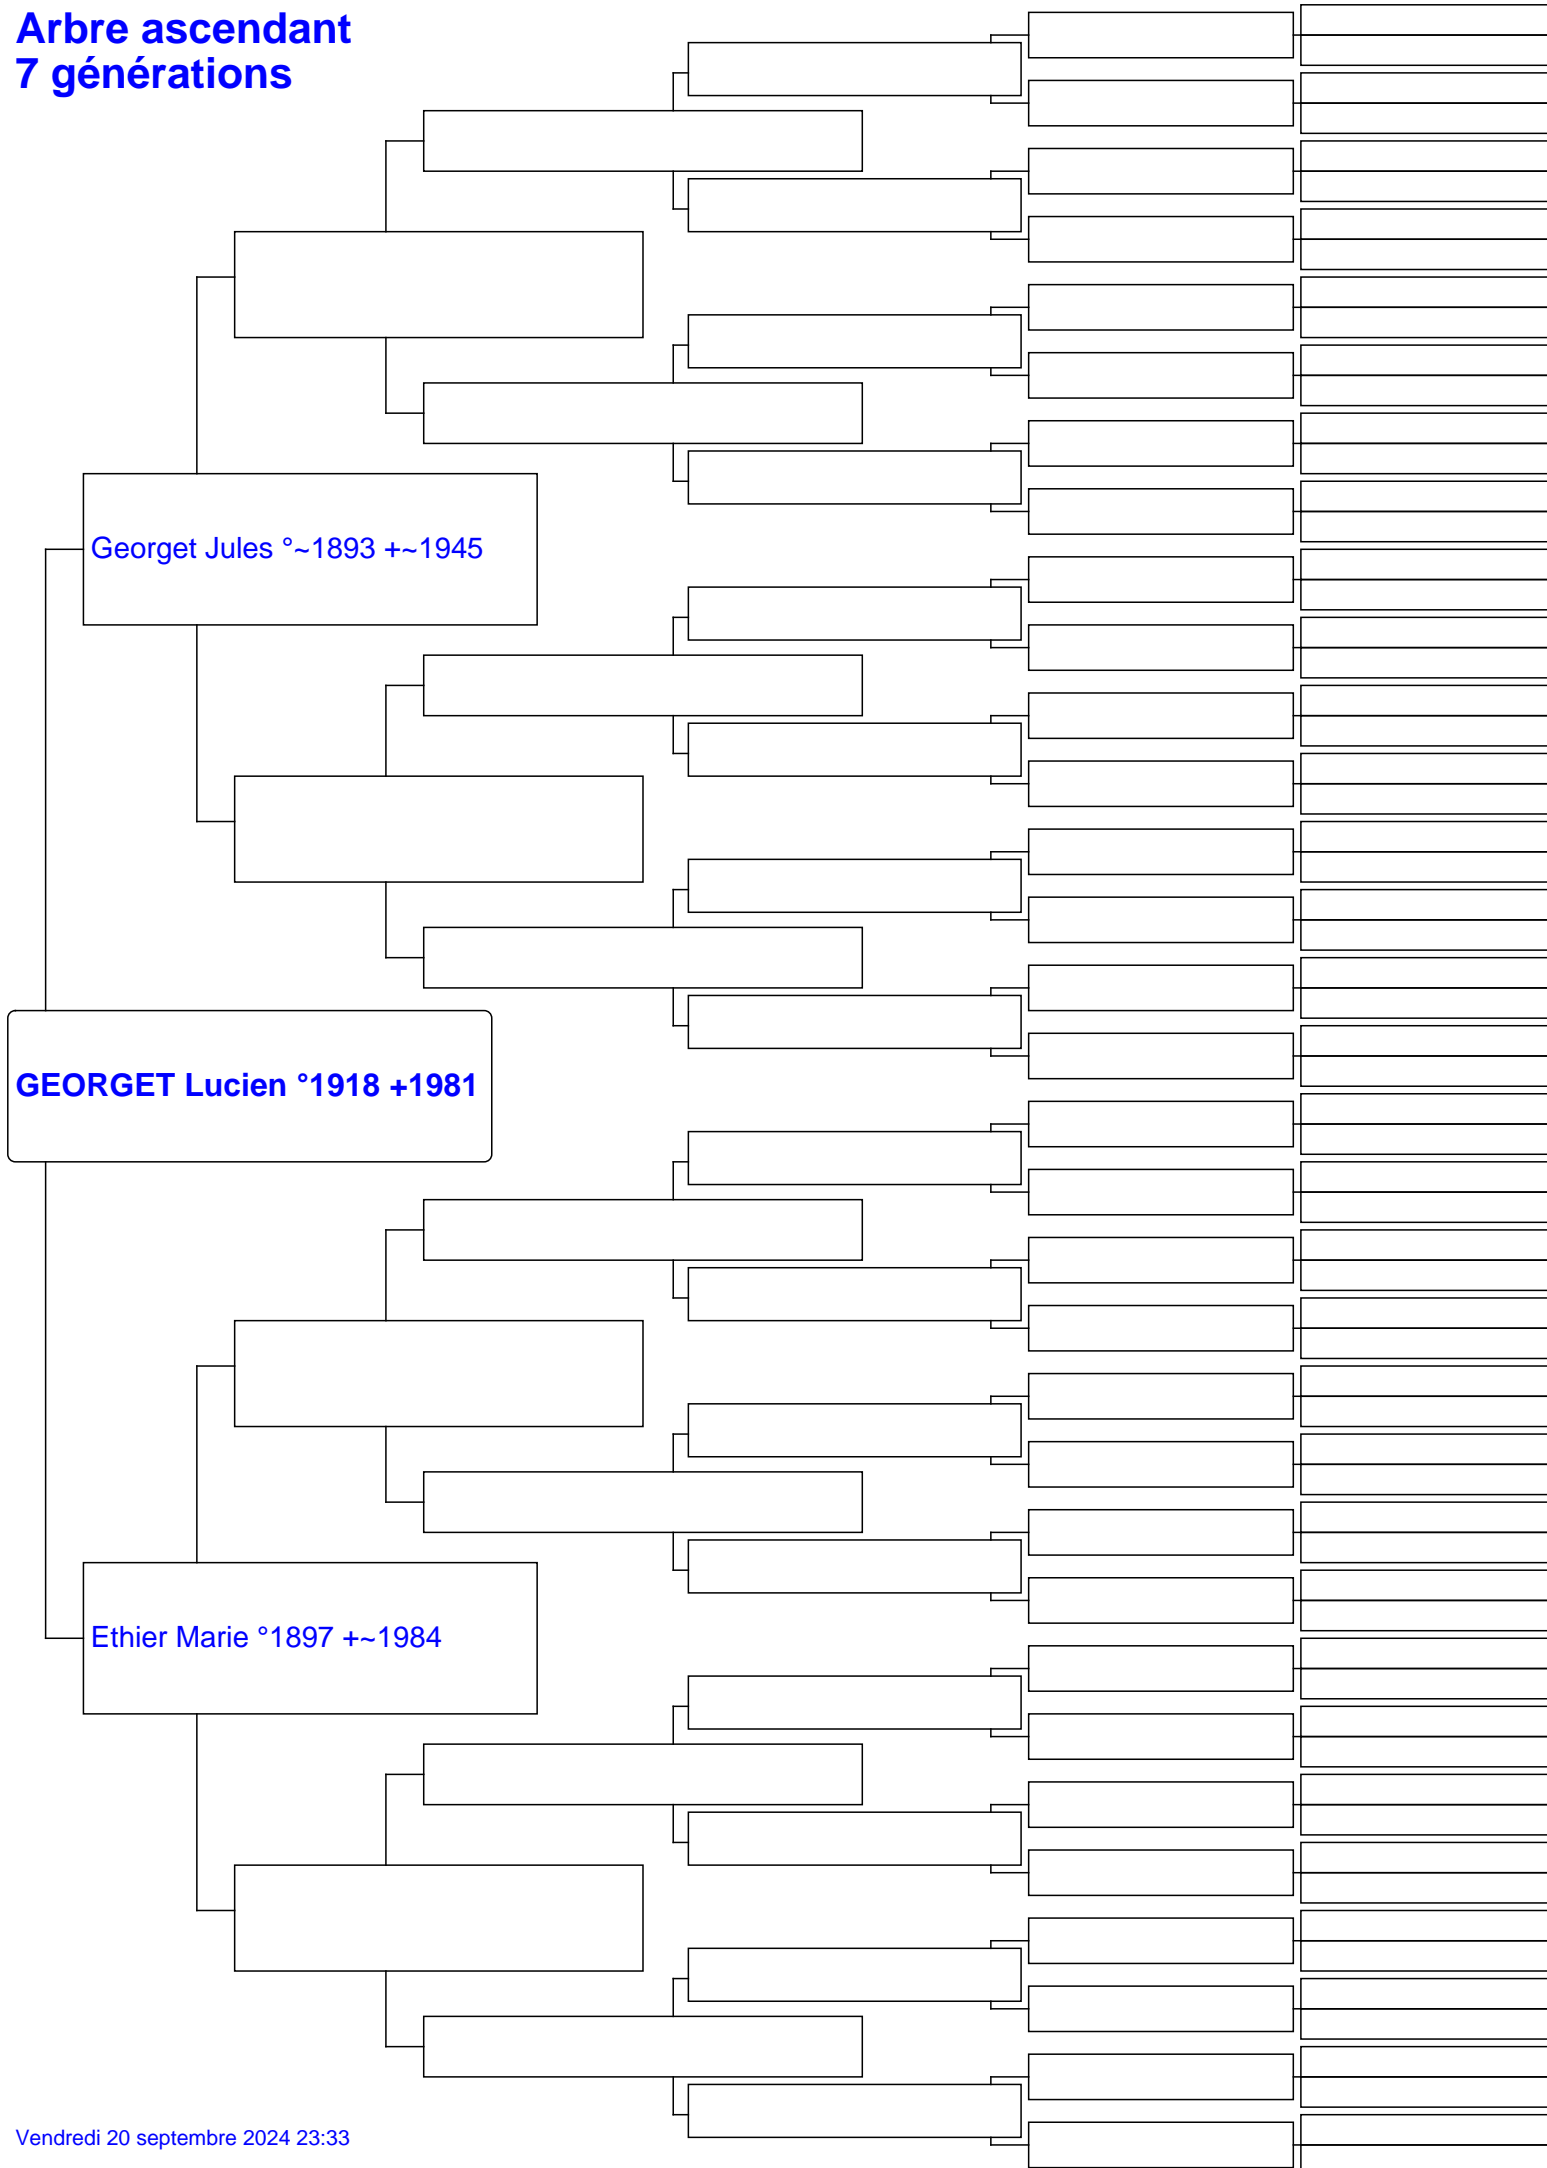 Arbre ascendant
7 générations
Georget Jules °~1893 +~1945
GEORGET Lucien °1918 +1981
Ethier Marie °1897 +~1984
Vendredi 20 septembre 2024 23:33